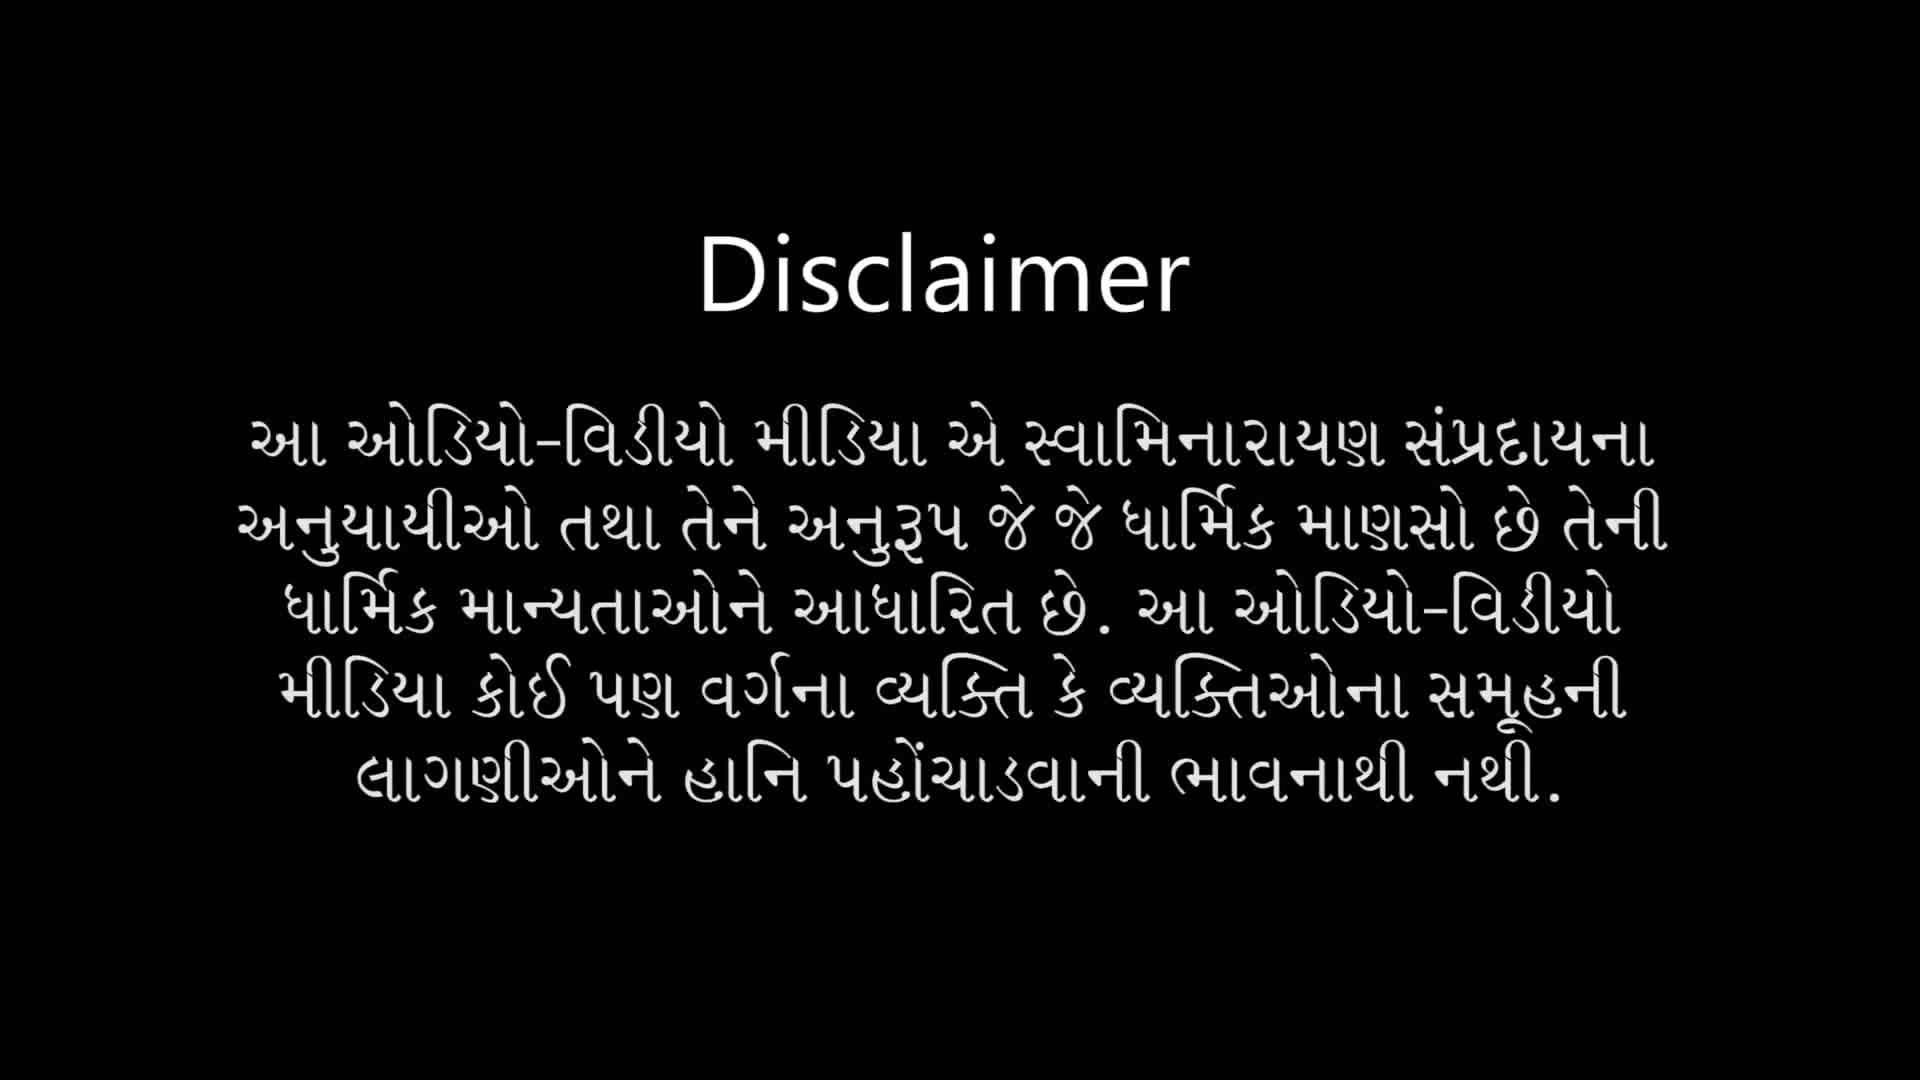 Disclaimer
આ ઓડિયો-વિડીયો મીડિયા એ સ્વામિનારાયણ સંપ્રદાયના
અનુયાયીઓ તથા તેને અનુરૂપ જે જે ધાર્મિક માણસો છે તેની
ધાર્મિક માન્યતાઓને આધારિત છે. આ ઓડિયો-વિડીયો
મીડિયા કોઈ પણ વર્ગના વ્યક્તિ કે વ્યક્તિઓના સમૂહની
લાગણીઓને હાનિ પહોંચાડવાની ભાવનાથી નથી.